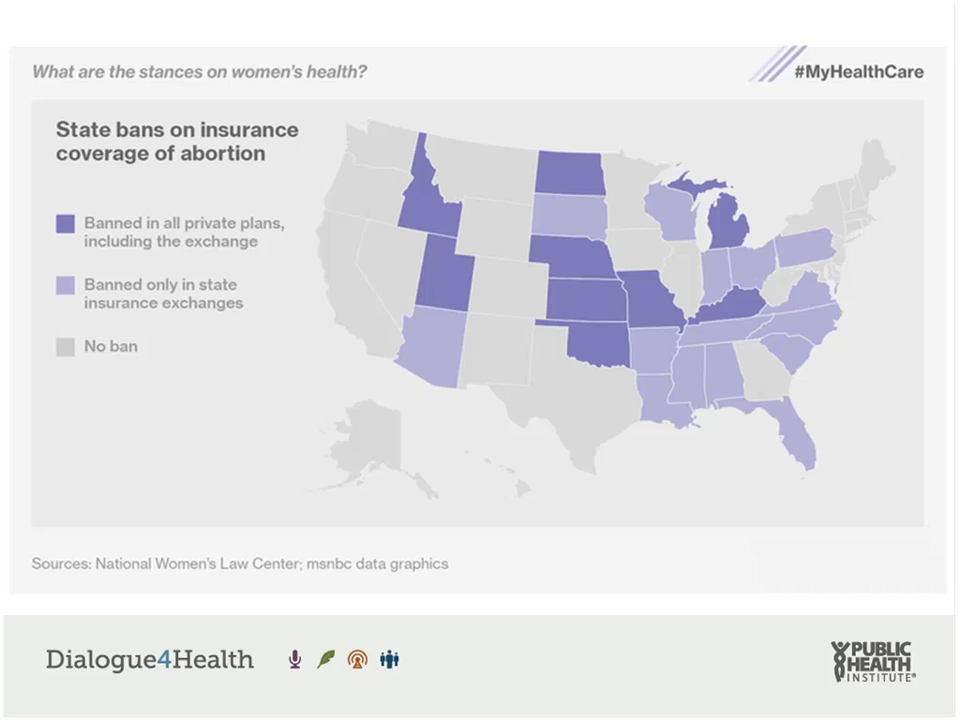 What are the stances on women's health?
#MyHealthCare
State bans on insurance
coverage of abortion
Banned in all private plans,
including the exchange
Banned only in state
insurance exchanges
No ban
Sources: National Women's Law Center; msnbc data graphics
Dialogue4Health
PUBLIC
HEALTH
INSTITUTE®